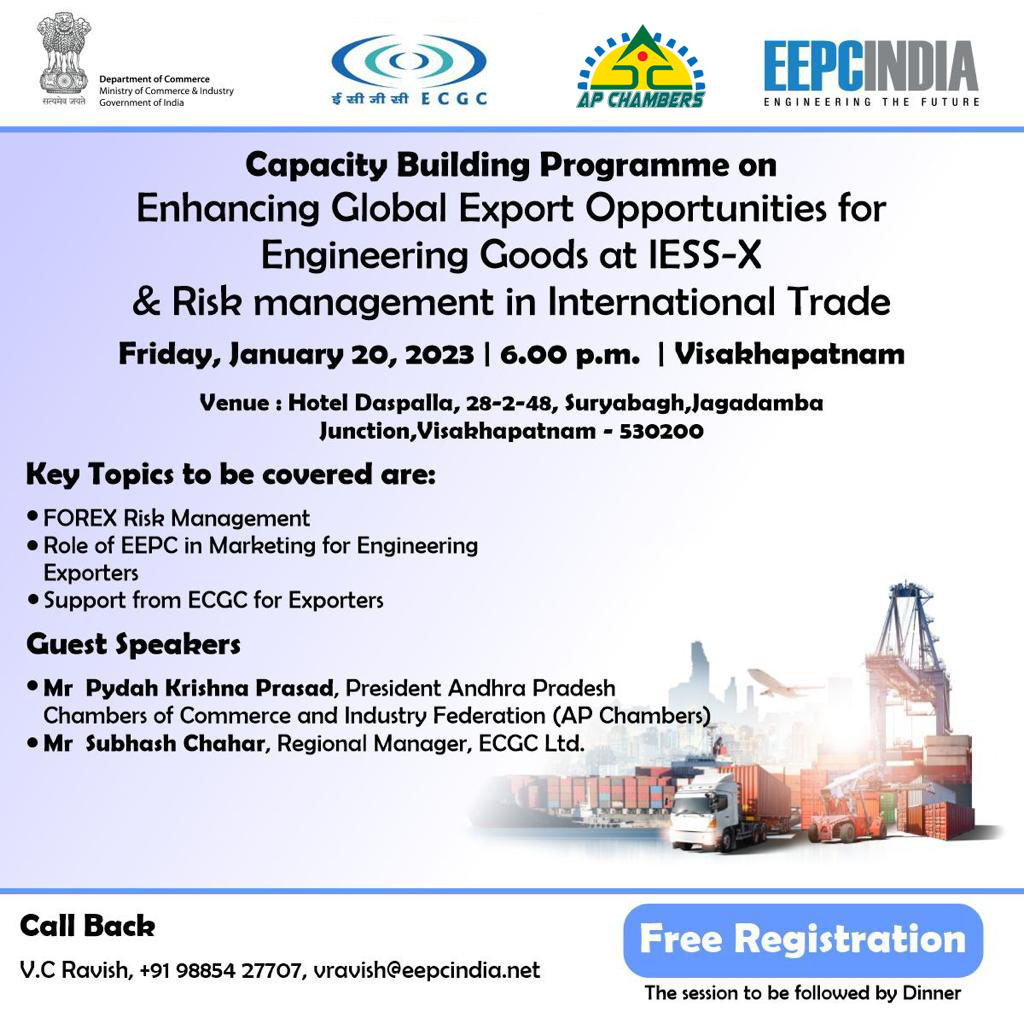 सत्यमेव जयते
Department of Commerce
Ministry of Commerce & Industry
Government of India
ई सी जी सी ECGC
AP CHAMBERS
EEPCINDIA
ENGINEERING THE FUTURE
Capacity Building Programme on
Enhancing Global Export Opportunities for
Engineering Goods at IESS-X
& Risk management in International Trade
Friday, January 20, 2023 | 6.00 p.m. | Visakhapatnam
Venue : Hotel Daspalla, 28-2-48, Suryabagh,Jagadamba
Junction,Visakhapatnam - 530200
Key Topics to be covered are:
• FOREX Risk Management
• Role of EEPC in Marketing for Engineering
Exporters
• Support from ECGC for Exporters
Guest Speakers
• Mr Pydah Krishna Prasad, President Andhra Pradesh
Chambers of Commerce and Industry Federation (AP Chambers)
• Mr Subhash Chahar, Regional Manager, ECGC Ltd.
Call Back
V.C Ravish, +91 98854 27707, vravish@eepcindia.net
Free Registration
The session to be followed by Dinner